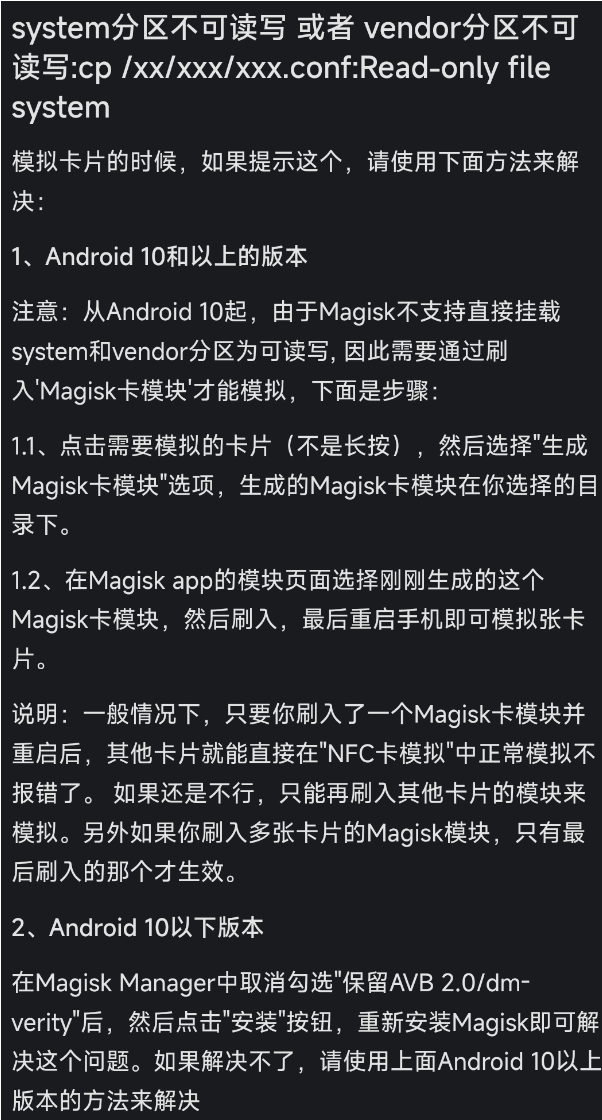 system分区不可读写 或者 vendor分区不可
读写:cp /xx/xxx/xxx.conf:Read-only file
system
模拟卡片的时候，如果提示这个，请使用下面方法来解
决：
1、Android 10和以上的版本
注意：从Android 10起，由于Magisk不支持直接挂载
system和vendor分区为可读写, 因此需要通过刷
入'Magisk卡模块'才能模拟，下面是步骤：
1.1、点击需要模拟的卡片（不是长按），然后选择"生成
Magisk卡模块"选项，生成的Magisk卡模块在你选择的目
录下。
1.2、在Magisk app的模块页面选择刚刚生成的这个
Magisk卡模块，然后刷入，最后重启手机即可模拟张卡
片。
说明：一般情况下，只要你刷入了一个Magisk卡模块并
重启后，其他卡片就能直接在"NFC卡模拟"中正常模拟不
报错了。 如果还是不行，只能再刷入其他卡片的模块来
模拟。另外如果你刷入多张卡片的Magisk模块，只有最
后刷入的那个才生效。
2、Android 10以下版本
在Magisk Manager中取消勾选"保留AVB 2.0/dm-
verity"后，然后点击"安装"按钮，重新安装Magisk即可解
决这个问题。如果解决不了，请使用上面Android 10以上
版本的方法来解决